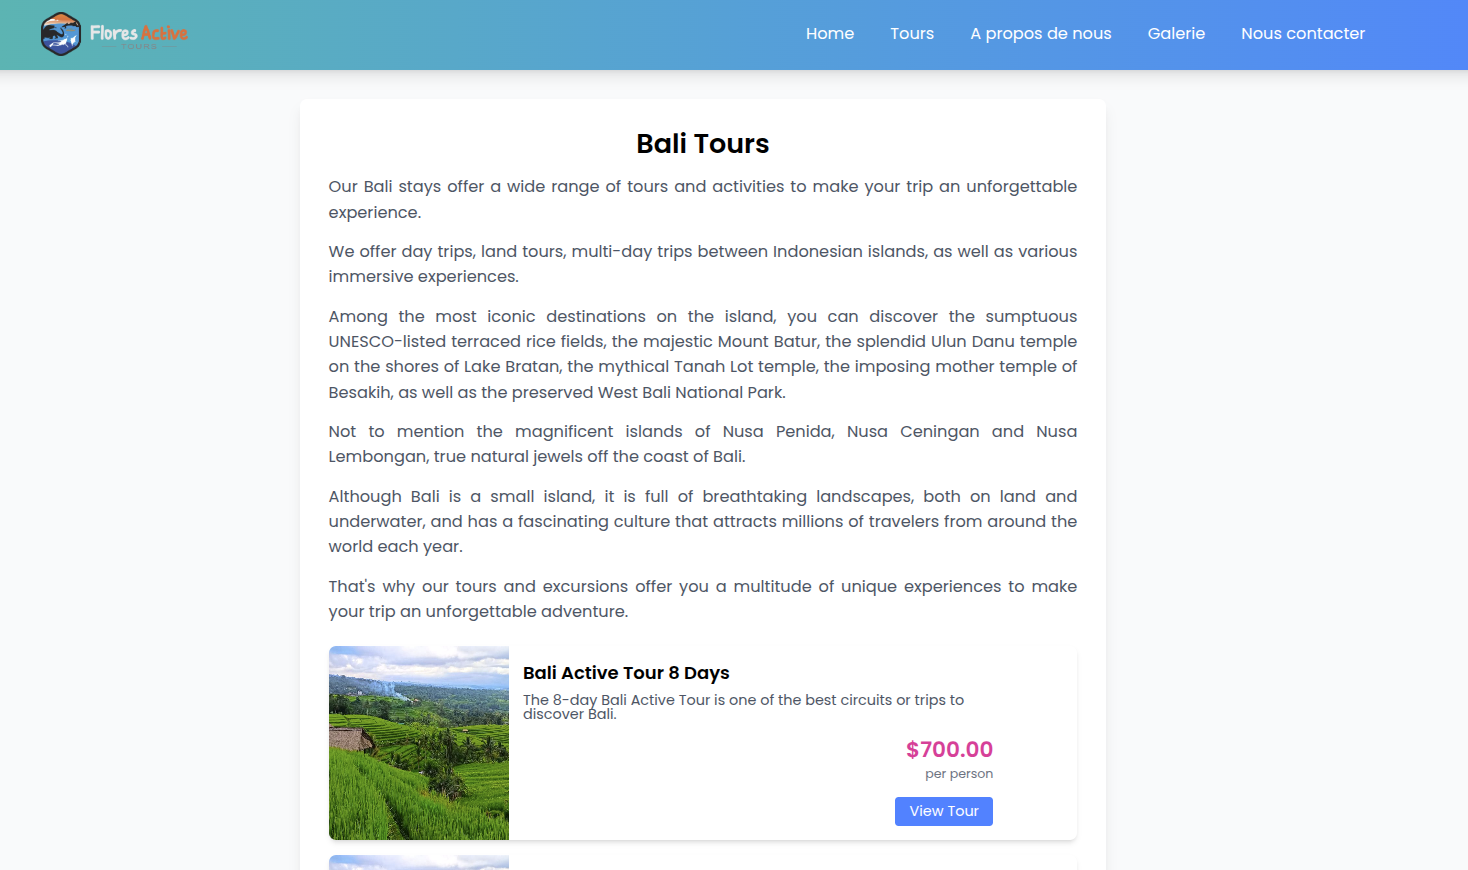 Flores Active
TOURS
Home
Tours
A propos de nous
Galerie
Nous contacter
Bali Tours
Our Bali stays offer a wide range of tours and activities to make your trip an unforgettable
experience.
We offer day trips, land tours, multi-day trips between Indonesian islands, as well as various
immersive experiences.
Among the most iconic destinations on the island, you can discover the sumptuous
UNESCO-listed terraced rice fields, the majestic Mount Batur, the splendid Ulun Danu temple
on the shores of Lake Bratan, the mythical Tanah Lot temple, the imposing mother temple of
Besakih, as well as the preserved West Bali National Park.
Not to mention the magnificent islands of Nusa Penida, Nusa Ceningan and Nusa
Lembongan, true natural jewels off the coast of Bali.
Although Bali is a small island, it is full of breathtaking landscapes, both on land and
underwater, and has a fascinating culture that attracts millions of travelers from around the
world each year.
That's why our tours and excursions offer you a multitude of unique experiences to make
your trip an unforgettable adventure.
Bali Active Tour 8 Days
The 8-day Bali Active Tour is one of the best circuits or trips to
discover Bali.
$700.00
per person
View Tour